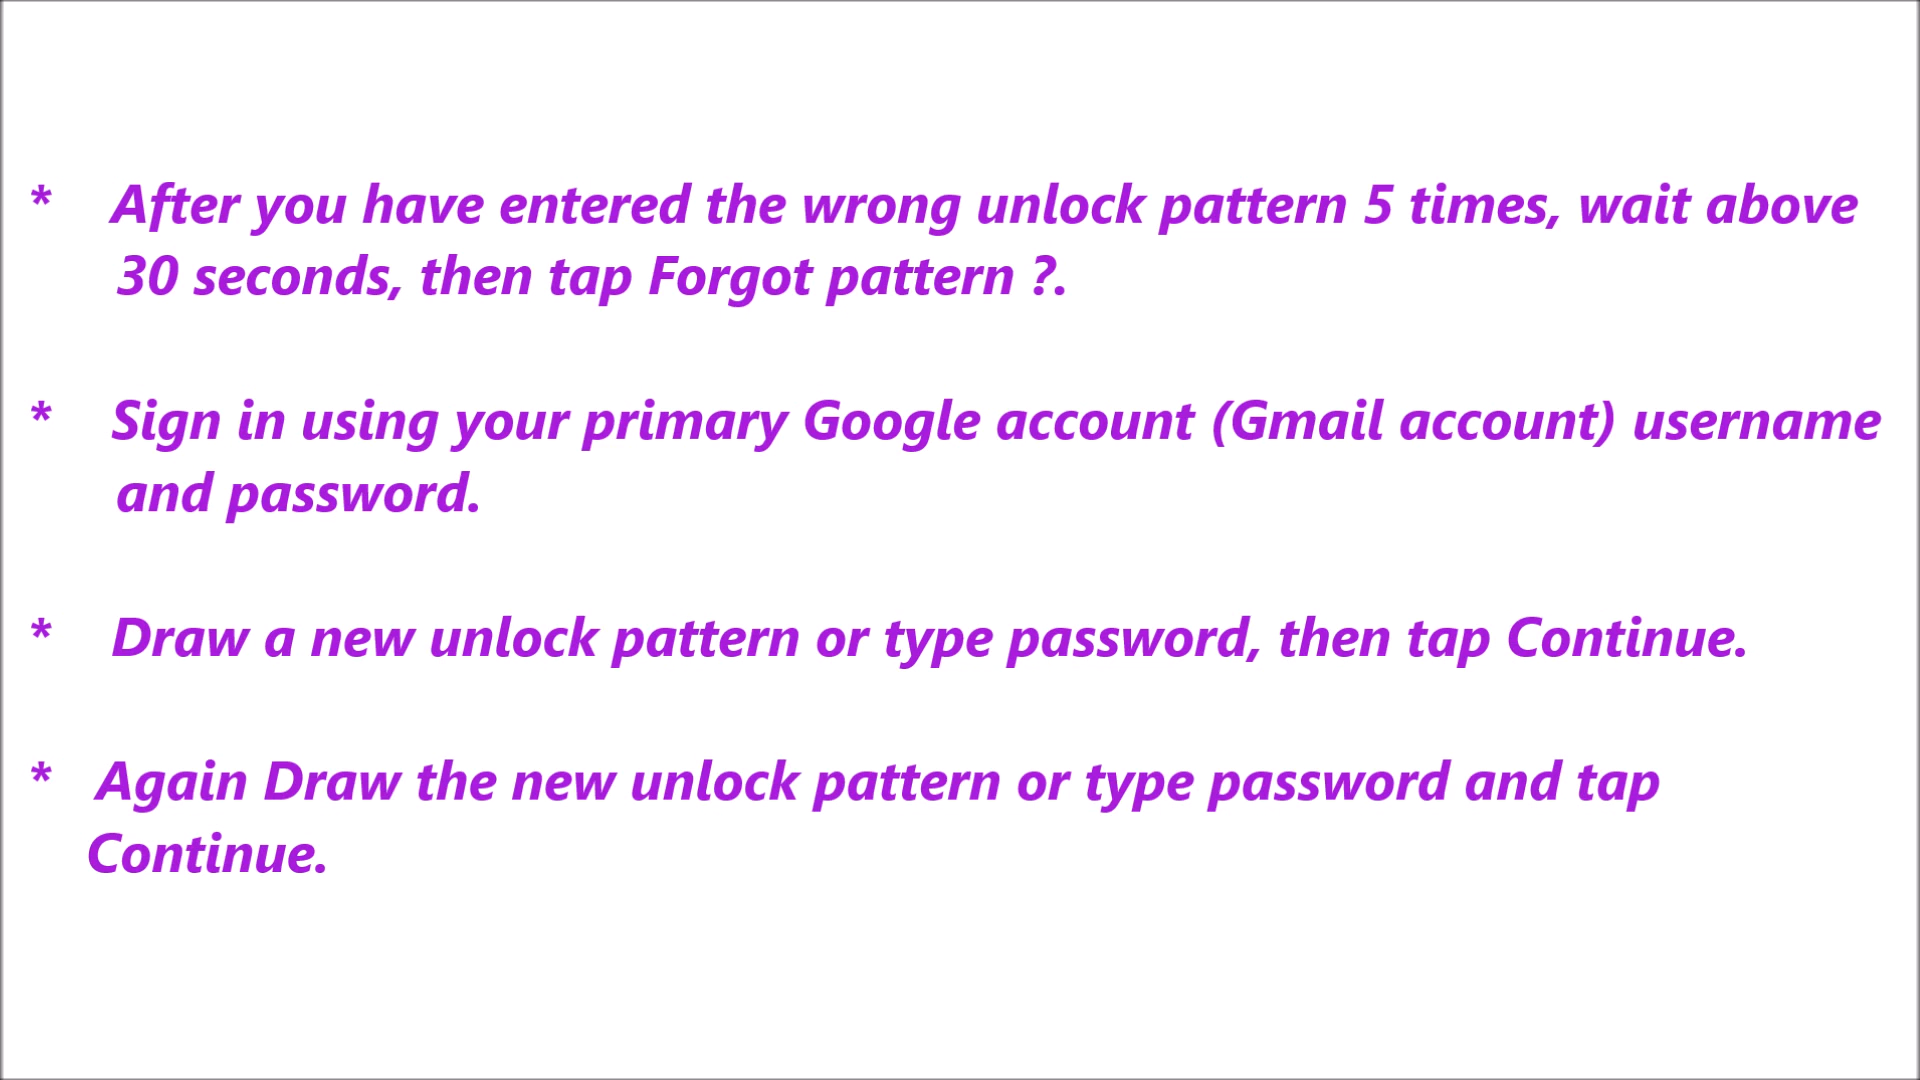 * After you have entered the wrong unlock pattern 5 times, wait above
30 seconds, then tap Forgot pattern ?.
* Sign in using your primary Google account (Gmail account) username
and password.
* Draw a new unlock pattern or type password, then tap Continue.
* Again Draw the new unlock pattern or type password and tap
Continue.